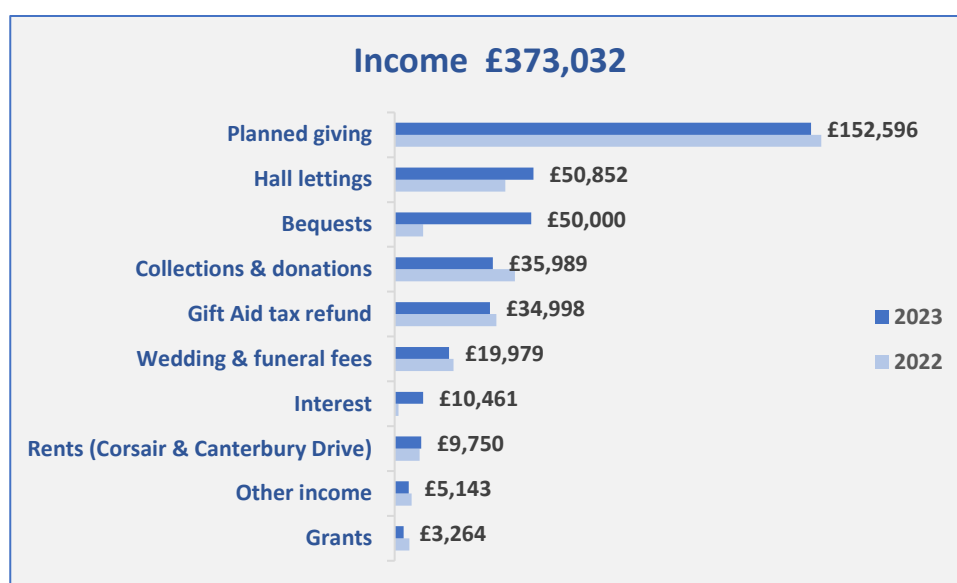 Income £373,032
Planned giving £152,596
Hall lettings £50,852
Bequests £50,000
Collections & donations £35,989
Gift Aid tax refund £34,998
Wedding & funeral fees £19,979
Interest £10,461
Rents (Corsair & Canterbury Drive) £9,750
Other income £5,143
Grants £3,264
2023
2022